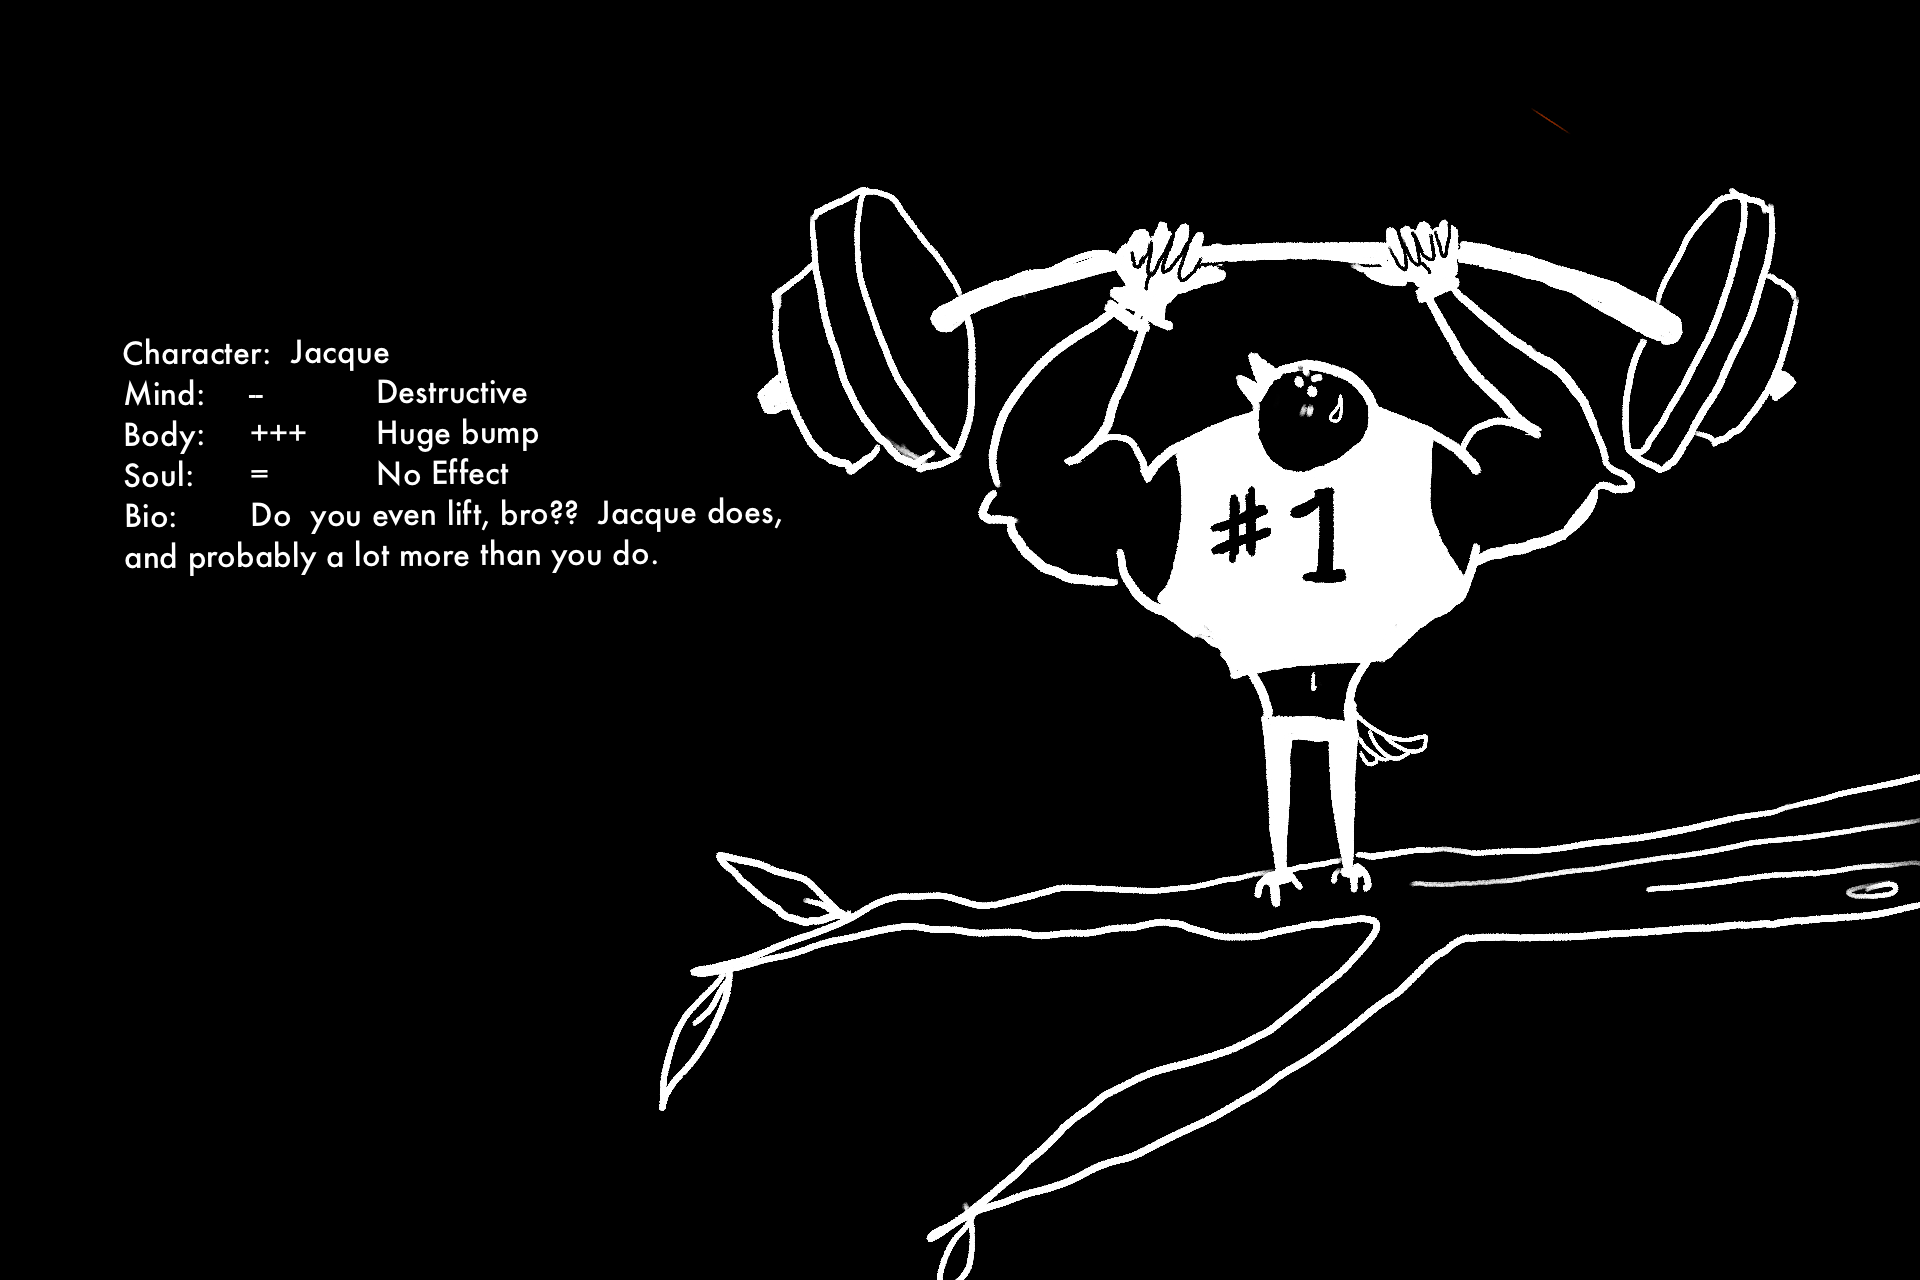 Character: Jacque
Mind: – Destructive
Body: +++ Huge bump
Soul: = No Effect
Bio: Do you even lift, bro?? Jacque does,
and probably a lot more than you do.
#1